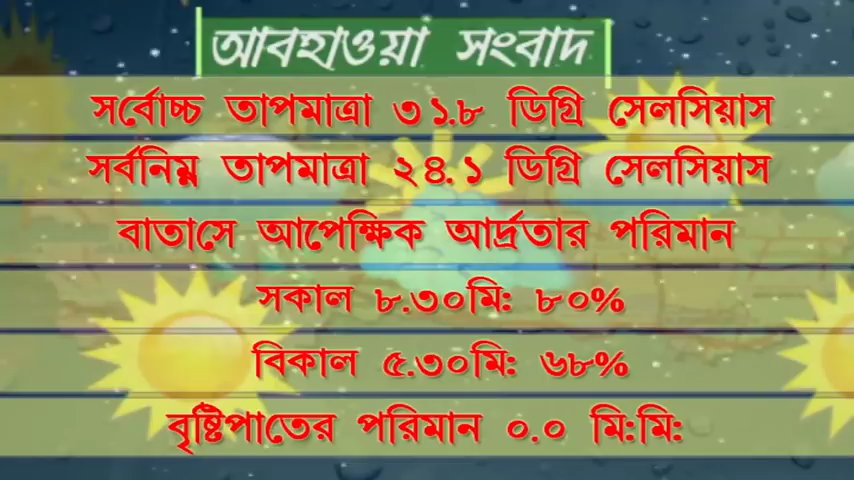 আবহাওয়া সংবাদ
সর্বোচ্চ তাপমাত্রা ৩১.৮ ডিগ্রি সেলসিয়াস
সর্বনিম্ন তাপমাত্রা ২৪.১ ডিগ্রি সেলসিয়াস
বাতাসে আপেক্ষিক আর্দ্রতার পরিমান
সকাল ৮.৩০মি: ৮০%
বিকাল ৫.৩০মি: ৬৮%
বৃষ্টিপাতের পরিমান ০.০ মি:মি: